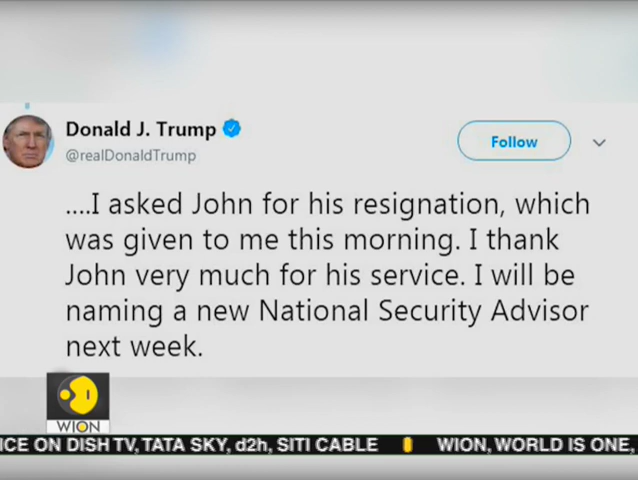 Donald J. Trump
Follow
@realDonaldTrump
....I asked John for his resignation, which
was given to me this morning. I thank
John very much for his service. I will be
naming a new National Security Advisor
next week.
WION
ICE ON DISH TV, TATA SKY, d2h, SITI CABLE WION, WORLD IS ONE,